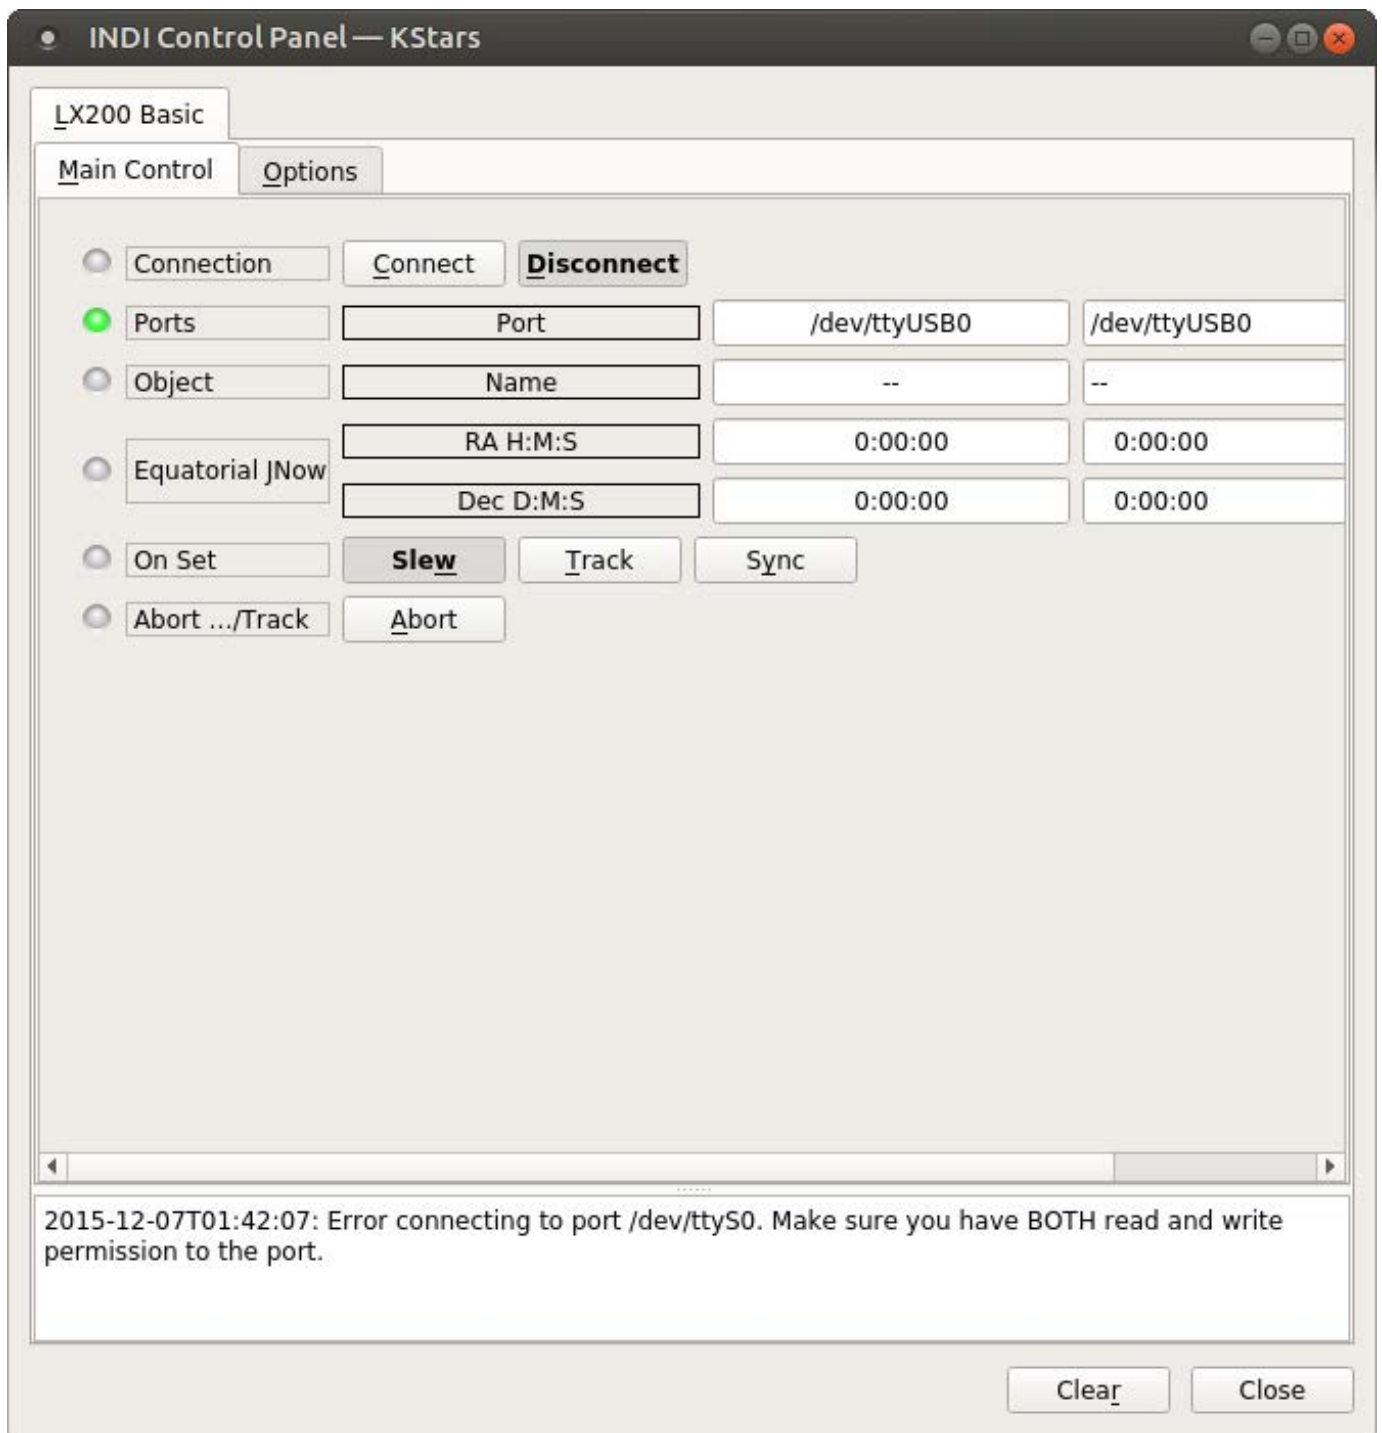 INDI Control Panel — KStars
LX200 Basic
Main Control Options
Connection Connect Disconnect
Ports Port /dev/ttyUSB0 /dev/ttyUSB0
Object Name -- --
RA H:M:S 0:00:00 0:00:00
Equatorial JNow
Dec D:M:S 0:00:00 0:00:00
On Set Slew Track Sync
Abort .../Track Abort
2015-12-07T01:42:07: Error connecting to port /dev/ttyS0. Make sure you have BOTH read and write
permission to the port.
Clear Close